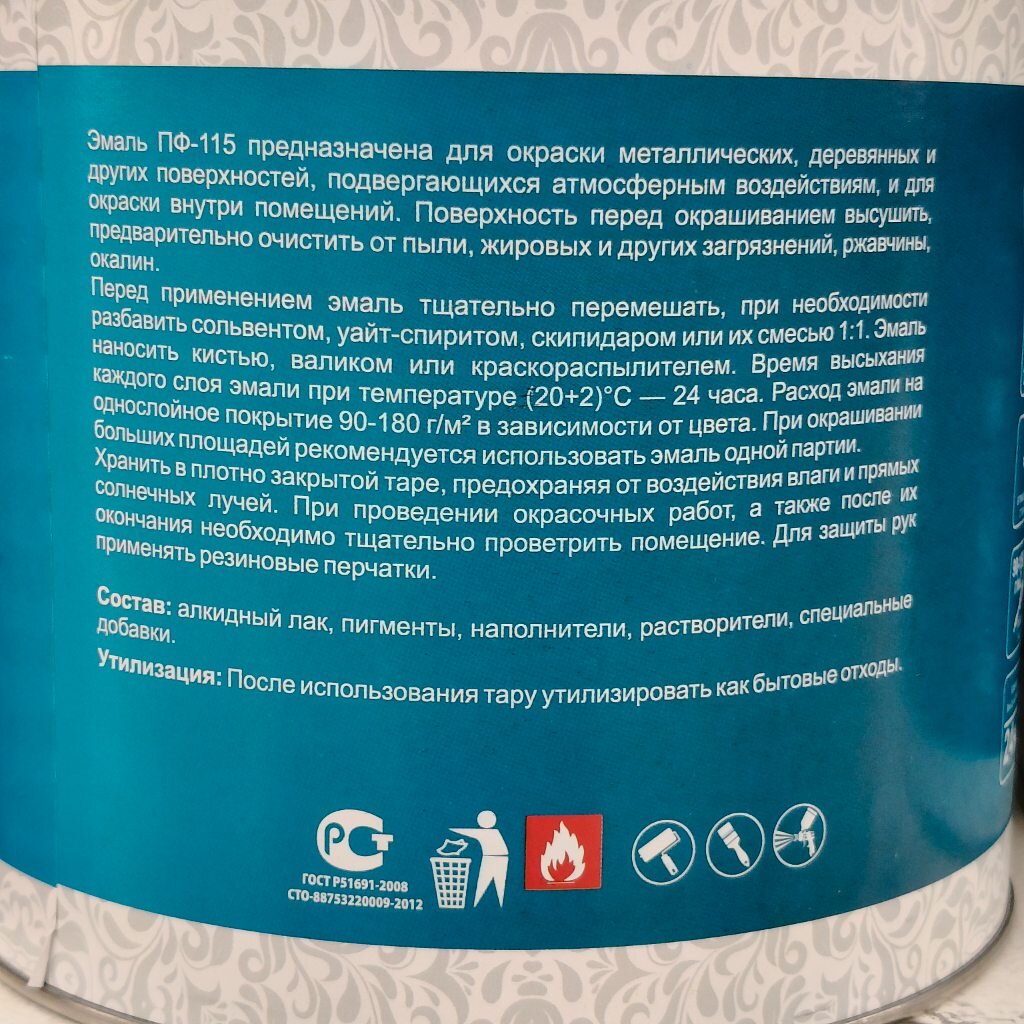 Эмаль ПФ-115 предназначена для окраски металлических, деревянных и
других поверхностей, подвергающихся атмосферным воздействиям, и для
окраски внутри помещений. Поверхность перед окрашиванием высушить,
предварительно очистить от пыли, жировых и других загрязнений, ржавчины,
окалин.
Перед применением эмаль тщательно перемешать, при необходимости
разбавить сольвентом, уайт-спиритом, скипидаром или их смесью 1:1. Эмаль
наносить кистью, валиком или краскораспылителем. Время высыхания
каждого слоя эмали при температуре (20+2)°С — 24 часа. Расход эмали на
однослойное покрытие 90-180 г/м² в зависимости от цвета. При окрашивании
больших площадей рекомендуется использовать эмаль одной партии.
Хранить в плотно закрытой таре, предохраняя от воздействия влаги и прямых
солнечных лучей. При проведении окрасочных работ, а также после их
окончания необходимо тщательно проветрить помещение. Для защиты рук
применять резиновые перчатки.
Состав: алкидный лак, пигменты, наполнители, растворители, специальные
добавки.
Утилизация: После использования тару утилизировать как бытовые отходы.
РСТ
ГОСТ Р51691-2008
СТО-88753220009-2012